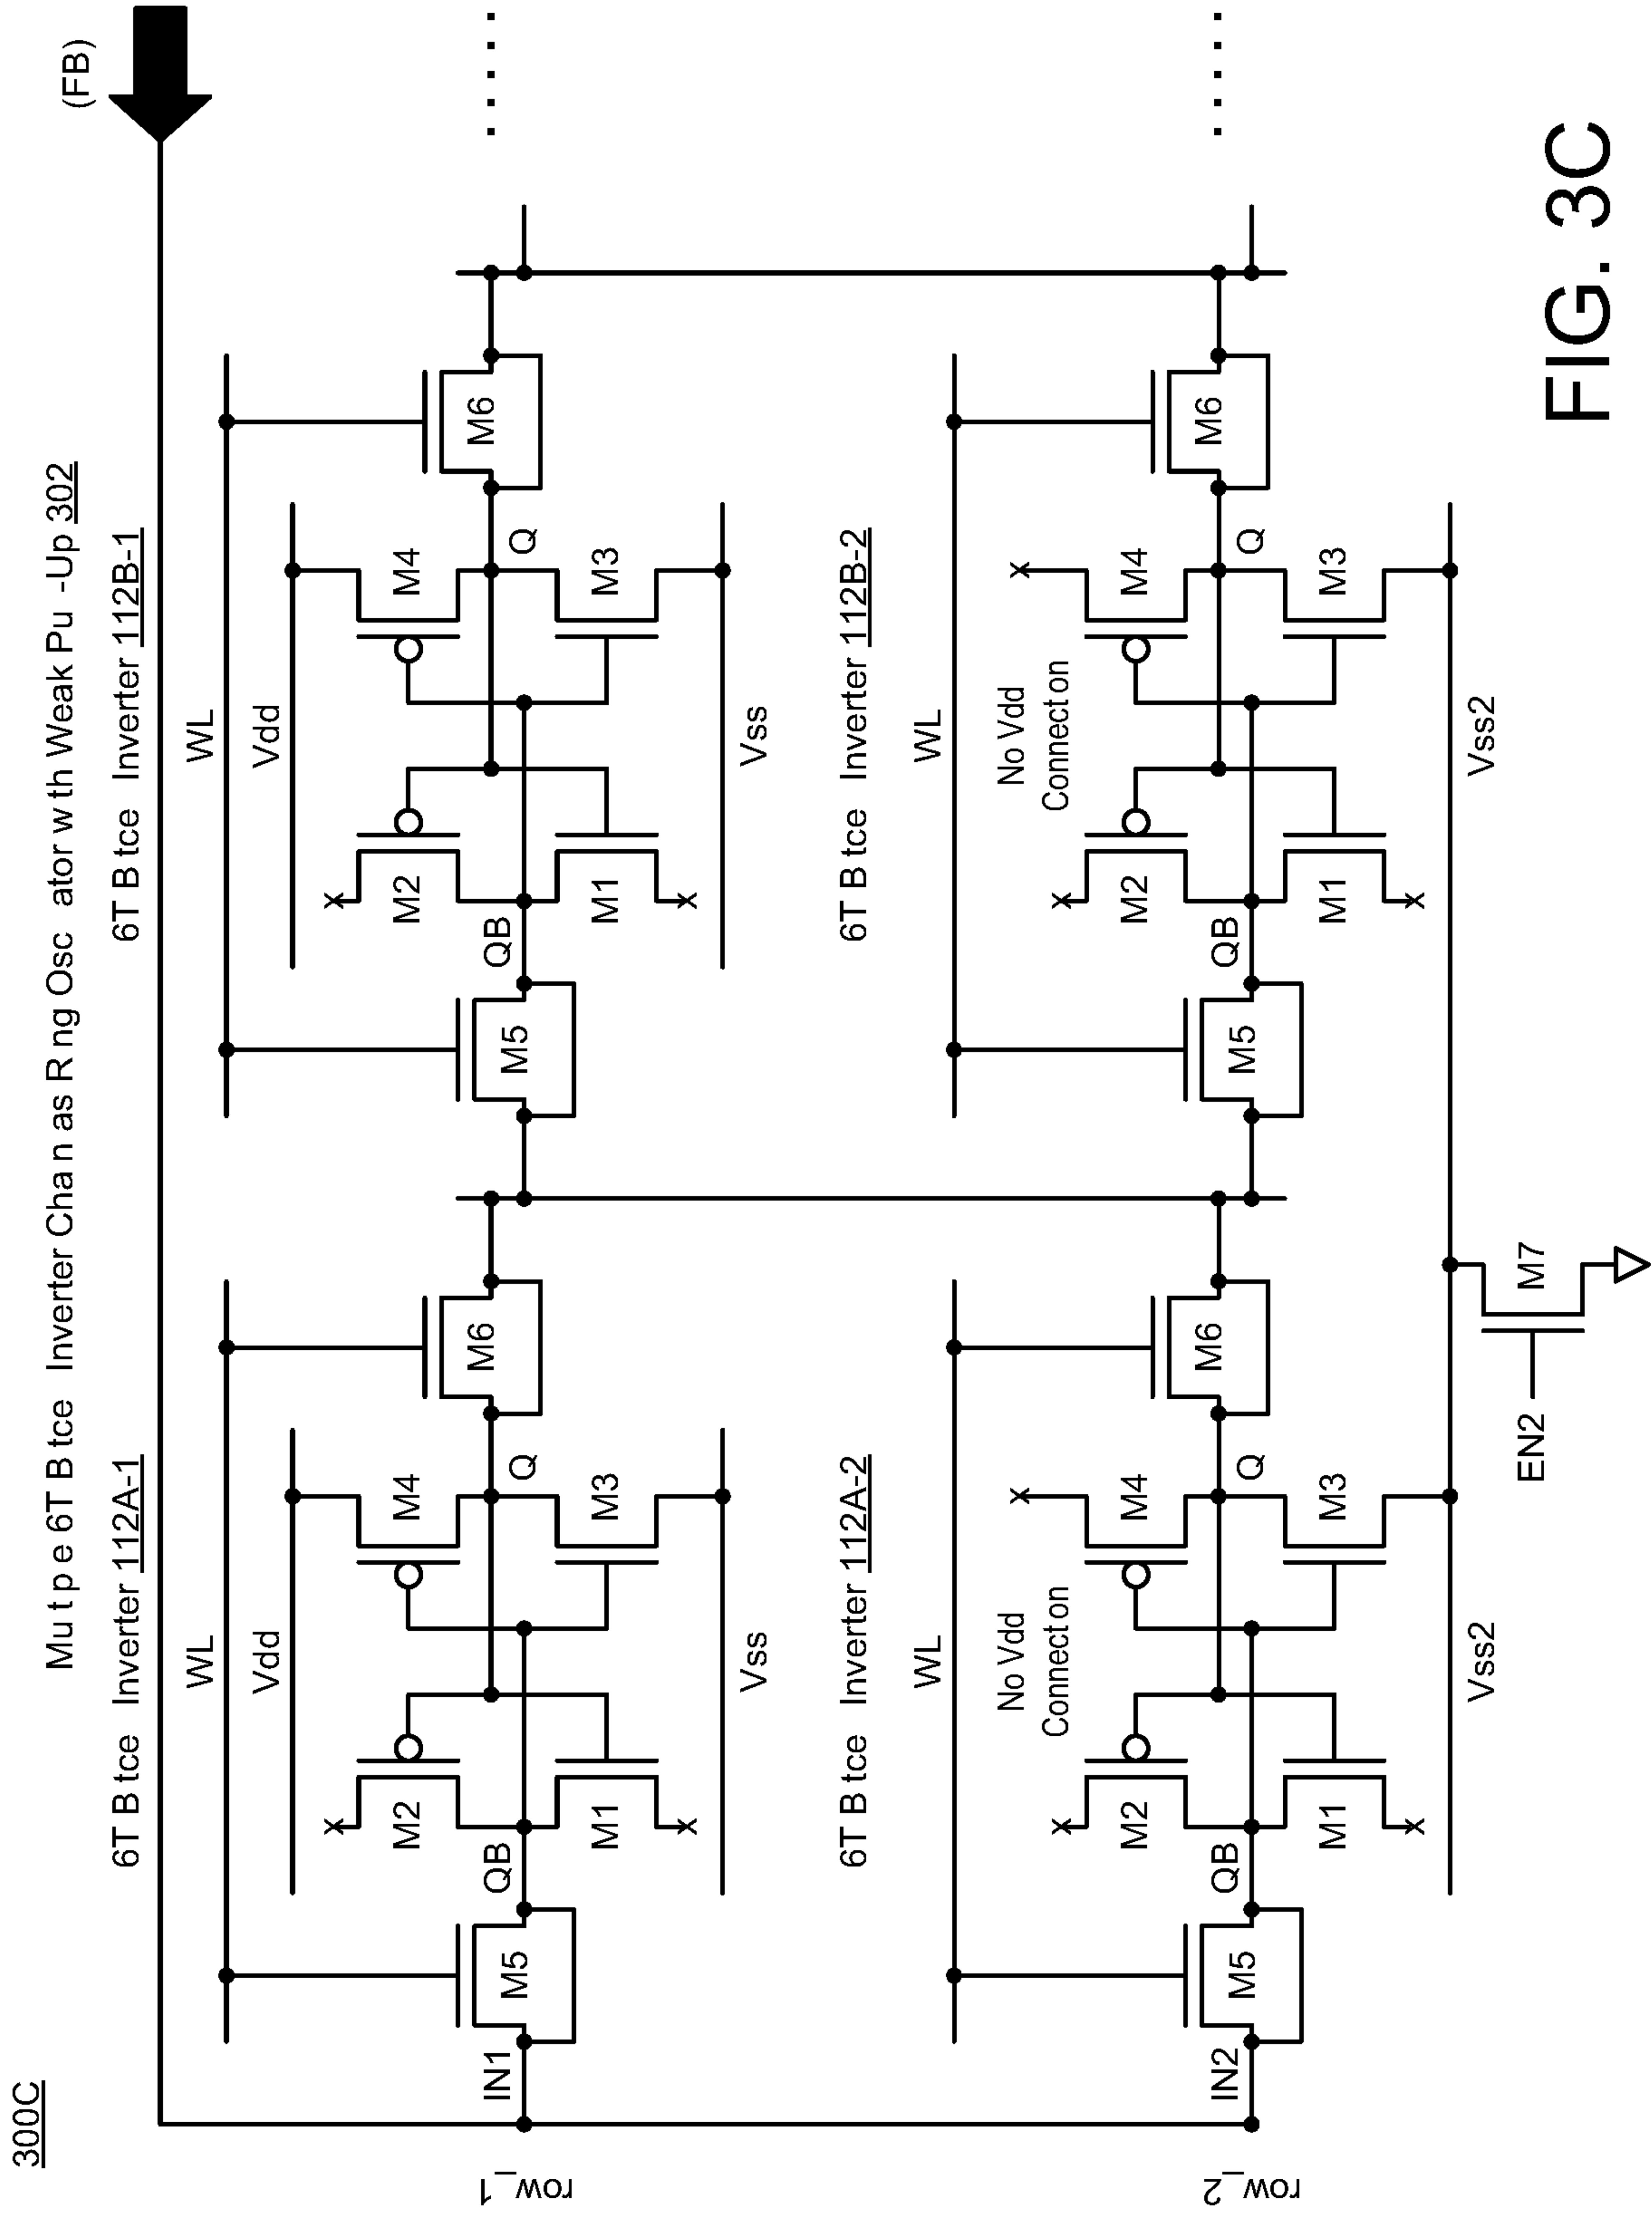 300C
Mu t p e 6T B tce Inverter Cha n as R ng Osc ator w th Weak Pu -Up 302
(FB)
6T B tce Inverter 112A-1
6T B tce Inverter 112B-1
WL
WL
Vdd
Vdd
row_1
IN1
M5
QB
M2
M1
M4
M3
Q
M6
M5
QB
M2
M1
M4
M3
Q
M6
Vss
Vss
6T B tce Inverter 112A-2
6T B tce Inverter 112B-2
WL
WL
No Vdd
Connect on
No Vdd
Connect on
row_2
IN2
M5
QB
M2
M1
M4
M3
Q
M6
M5
QB
M2
M1
M4
M3
Q
M6
Vss2
Vss2
EN2
M7
FIG. 3C